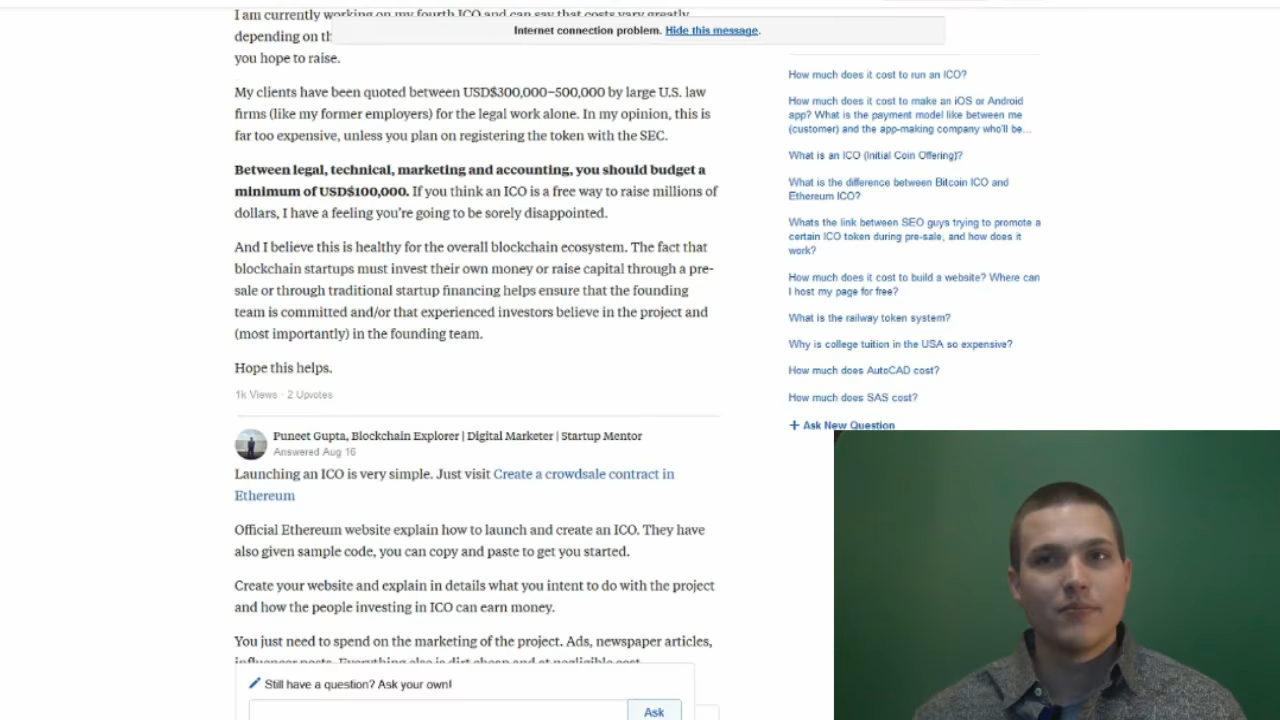 I am currently working on my fourth ICO and can say that costs vary greatly
depending on th
you hope to raise.
Internet connection problem. Hide this message.
My clients have been quoted between USD$300,000–500,000 by large U.S. law
firms (like my former employers) for the legal work alone. In my opinion, this is
far too expensive, unless you plan on registering the token with the SEC.
Between legal, technical, marketing and accounting, you should budget a
minimum of USD$100,000. If you think an ICO is a free way to raise millions of
dollars, I have a feeling you're going to be sorely disappointed.
And I believe this is healthy for the overall blockchain ecosystem. The fact that
blockchain startups must invest their own money or raise capital through a pre-
sale or through traditional startup financing helps ensure that the founding
team is committed and/or that experienced investors believe in the project and
(most importantly) in the founding team.
Hope this helps.
1k Views · 2 Upvotes
Puneet Gupta, Blockchain Explorer | Digital Marketer | Startup Mentor
Answered Aug 16
Launching an ICO is very simple. Just visit Create a crowdsale contract in
Ethereum
Official Ethereum website explain how to launch and create an ICO. They have
also given sample code, you can copy and paste to get you started.
Create your website and explain in details what you intent to do with the project
and how the people investing in ICO can earn money.
You just need to spend on the marketing of the project. Ads, newspaper articles,
influencer posts. Everything else is dirt cheap and at negligible cost.
Still have a question? Ask your own!
Ask
How much does it cost to run an ICO?
How much does it cost to make an iOS or Android
app? What is the payment model like between me
(customer) and the app-making company who'll be...
What is an ICO (Initial Coin Offering)?
What is the difference between Bitcoin ICO and
Ethereum ICO?
Whats the link between SEO guys trying to promote a
certain ICO token during pre-sale, and how does it
work?
How much does it cost to build a website? Where can
I host my page for free?
What is the railway token system?
Why is college tuition in the USA so expensive?
How much does AutoCAD cost?
How much does SAS cost?
+ Ask New Question